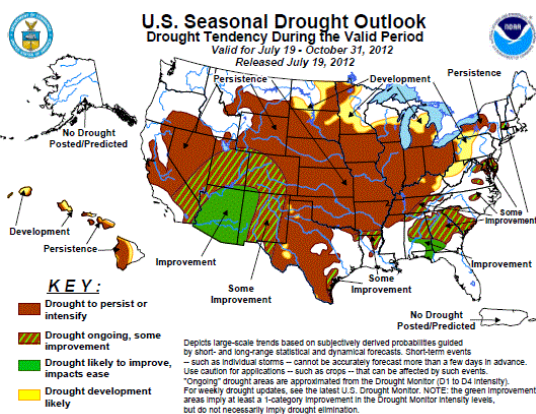 U.S. Seasonal Drought Outlook
Drought Tendency During the Valid Period
Valid for July 19 - October 31, 2012
Released July 19, 2012
NOAA
Persistence
Development
Persistence
No Drought
Posted/Predicted
Development
Persistence
Improvement
Some
Improvement
Some
Improvement
Some
Improvement
Improvement
No Drought
Posted/Predicted
KEY:
Drought to persist or
intensify
Drought ongoing, some
improvement
Drought likely to improve,
impacts ease
Drought development
likely
Depicts large-scale trends based on subjectively derived probabilities guided
by short- and long-range statistical and dynamical forecasts. Short-term events
-- such as individual storms -- cannot be accurately forecast more than a few days in advance.
Use caution for applications -- such as crops -- that can be affected by such events.
"Ongoing" drought areas are approximated from the Drought Monitor (D1 to D4 intensity).
For weekly drought updates, see the latest U.S. Drought Monitor. NOTE: the green improvement
areas imply at least a 1-category improvement in the Drought Monitor intensity levels,
but do not necessarily imply drought elimination.